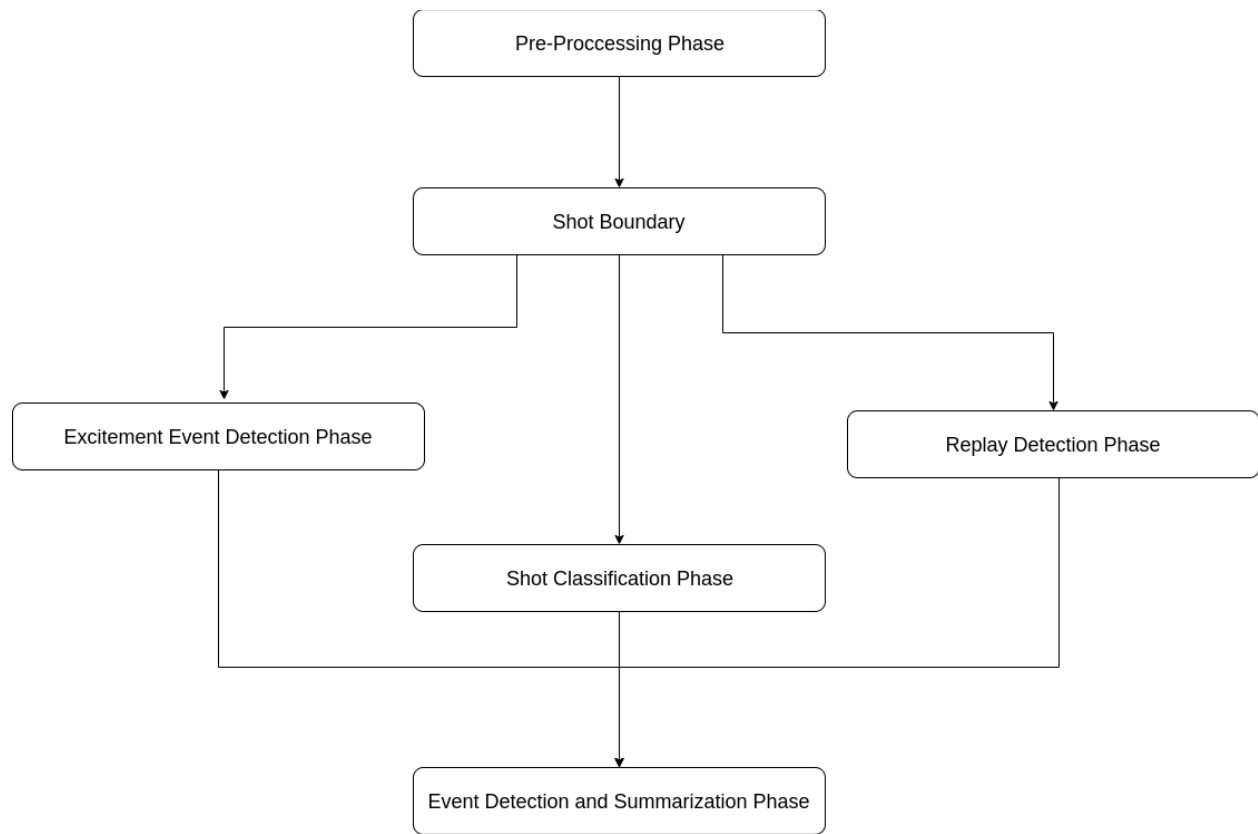 Pre-Proccessing Phase
Shot Boundary
Excitement Event Detection Phase
Replay Detection Phase
Shot Classification Phase
Event Detection and Summarization Phase